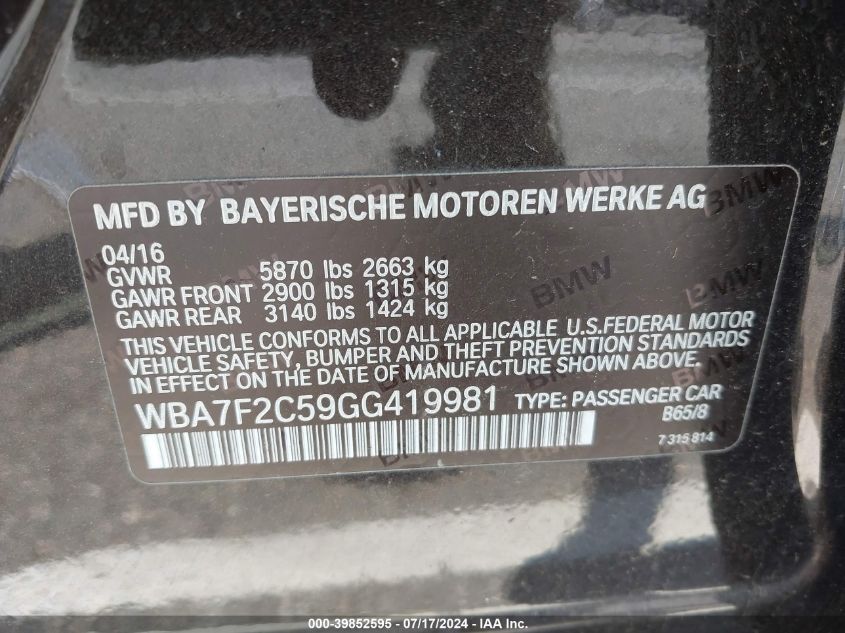 MFD BY BAYERISCHE MOTOREN WERKE AG
04/16
GVWR 5870 lbs 2663 kg
GAWR FRONT 2900 lbs 1315 kg
GAWR REAR 3140 lbs 1424 kg
THIS VEHICLE CONFORMS TO ALL APPLICABLE U.S.FEDERAL MOTOR
VEHICLE SAFETY, BUMPER AND THEFT PREVENTION STANDARDS
IN EFFECT ON THE DATE OF MANUFACTURE SHOWN ABOVE.
WBA7F2C59GG419981 TYPE: PASSENGER CAR
B65/8
7 315 814
000-39852595 - 07/17/2024 - IAA Inc.